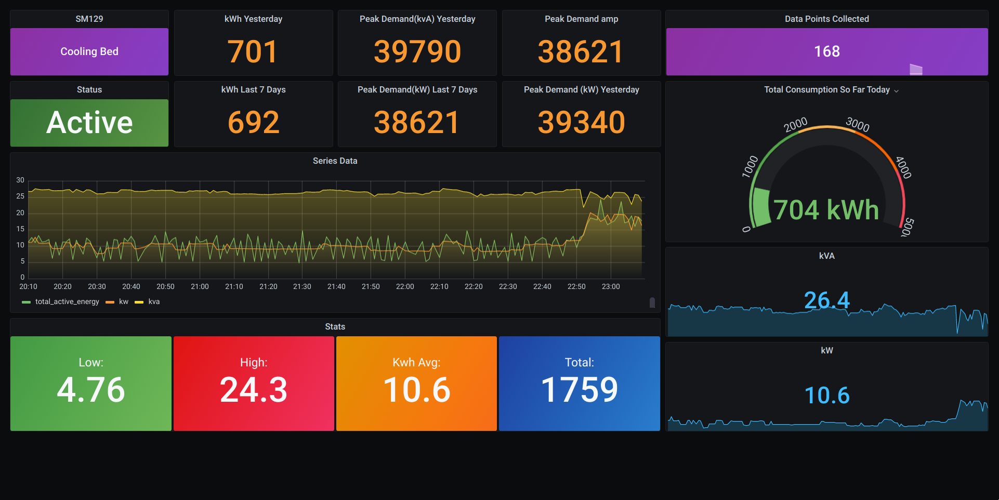 SM129
Cooling Bed
kWh Yesterday
701
Peak Demand(kvA) Yesterday
39790
Peak Demand amp
38621
Data Points Collected
168
Status
Active
kWh Last 7 Days
692
Peak Demand(kW) Last 7 Days
38621
Peak Demand (kW) Yesterday
39340
Total Consumption So Far Today
0
1000
2000
3000
4000
704 kWh
Series Data
30
25
20
15
10
5
0
20:10 20:20 20:30 20:40 20:50 21:00 21:10 21:20 21:30 21:40 21:50 22:00 22:10 22:20 22:30 22:40 22:50 23:00
total_active_energy kw kva
kVA
26.4
Stats
Low:
4.76
High:
24.3
Kwh Avg:
10.6
Total:
1759
kW
10.6